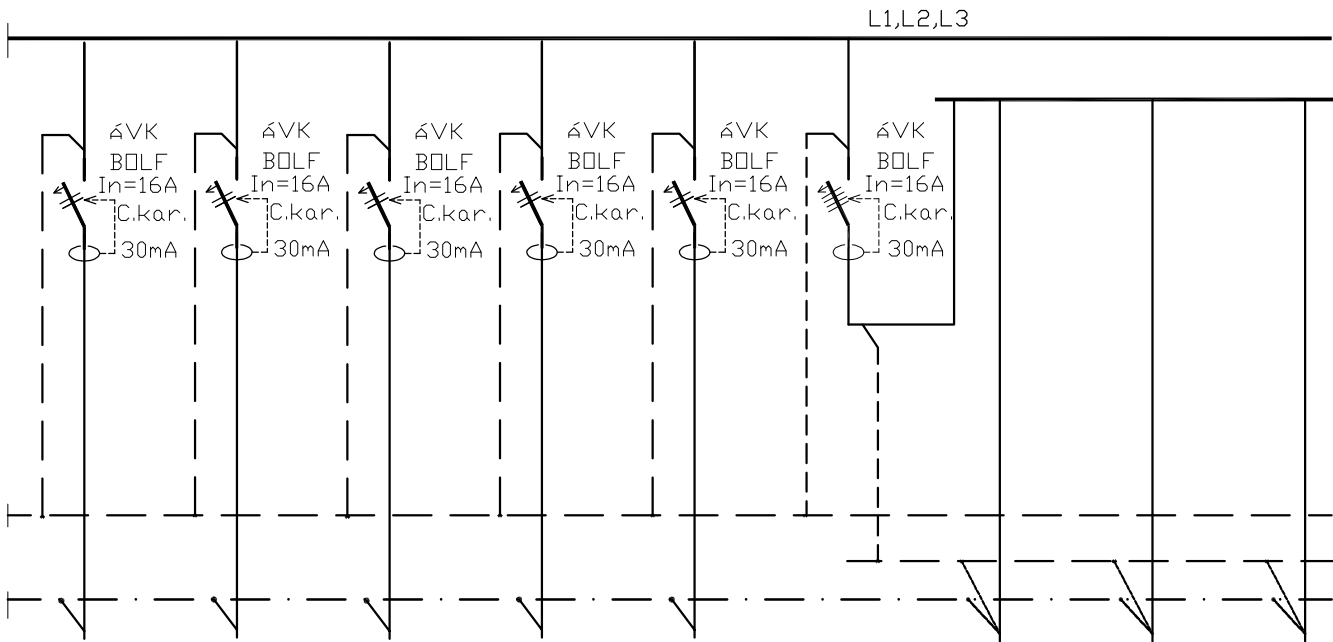 L1,L2,L3
ÁVK
BOLF
In=16A
C.kar.
30mA
ÁVK
BOLF
In=16A
C.kar.
30mA
ÁVK
BOLF
In=16A
C.kar.
30mA
ÁVK
BOLF
In=16A
C.kar.
30mA
ÁVK
BOLF
In=16A
C.kar.
30mA
ÁVK
BOLF
In=16A
C.kar.
30mA